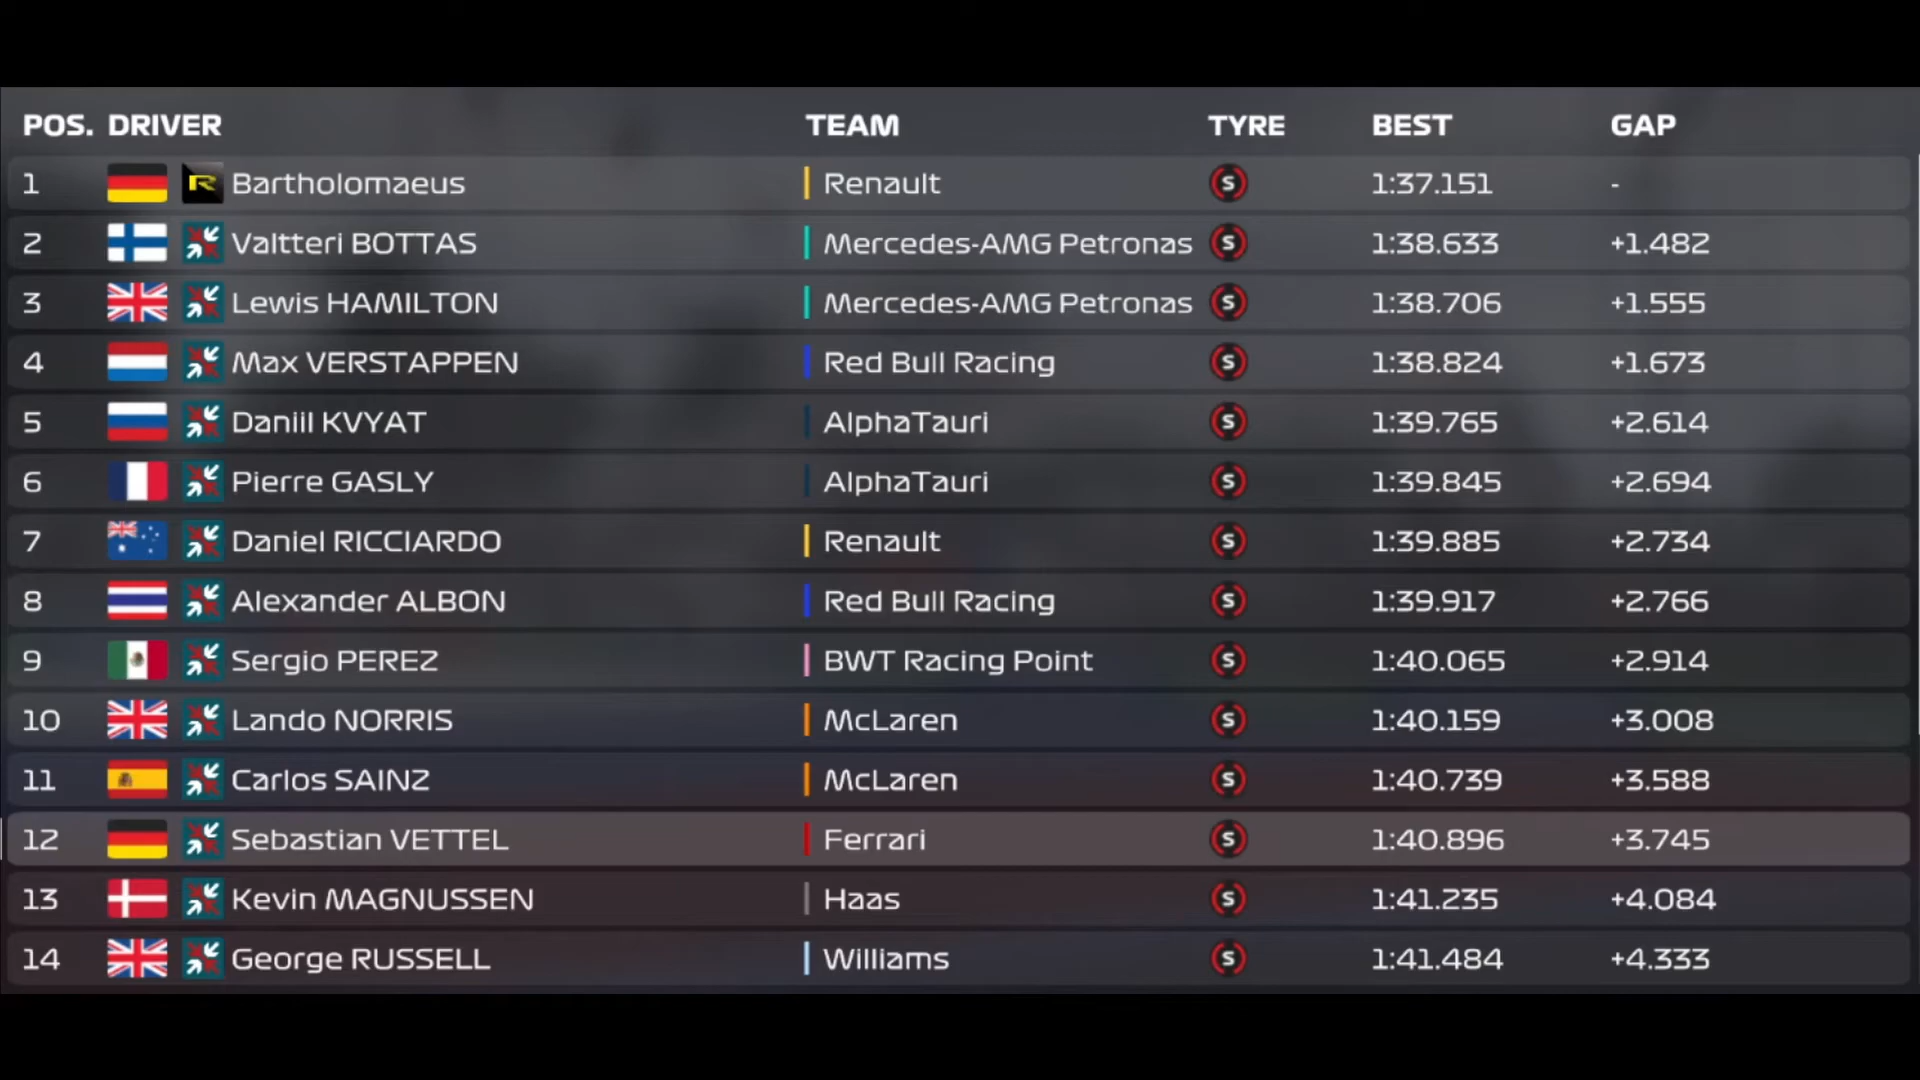 POS. DRIVER TEAM TYRE BEST GAP
1 R Bartholomaeus Renault S 1:37.151 -
2 Valtteri BOTTAS Mercedes-AMG Petronas S 1:38.633 +1.482
3 Lewis HAMILTON Mercedes-AMG Petronas S 1:38.706 +1.555
4 Max VERSTAPPEN Red Bull Racing S 1:38.824 +1.673
5 Daniil KVYAT AlphaTauri S 1:39.765 +2.614
6 Pierre GASLY AlphaTauri S 1:39.845 +2.694
7 Daniel RICCIARDO Renault S 1:39.885 +2.734
8 Alexander ALBON Red Bull Racing S 1:39.917 +2.766
9 Sergio PEREZ BWT Racing Point S 1:40.065 +2.914
10 Lando NORRIS McLaren S 1:40.159 +3.008
11 Carlos SAINZ McLaren S 1:40.739 +3.588
12 Sebastian VETTEL Ferrari S 1:40.896 +3.745
13 Kevin MAGNUSSEN Haas S 1:41.235 +4.084
14 George RUSSELL Williams S 1:41.484 +4.333